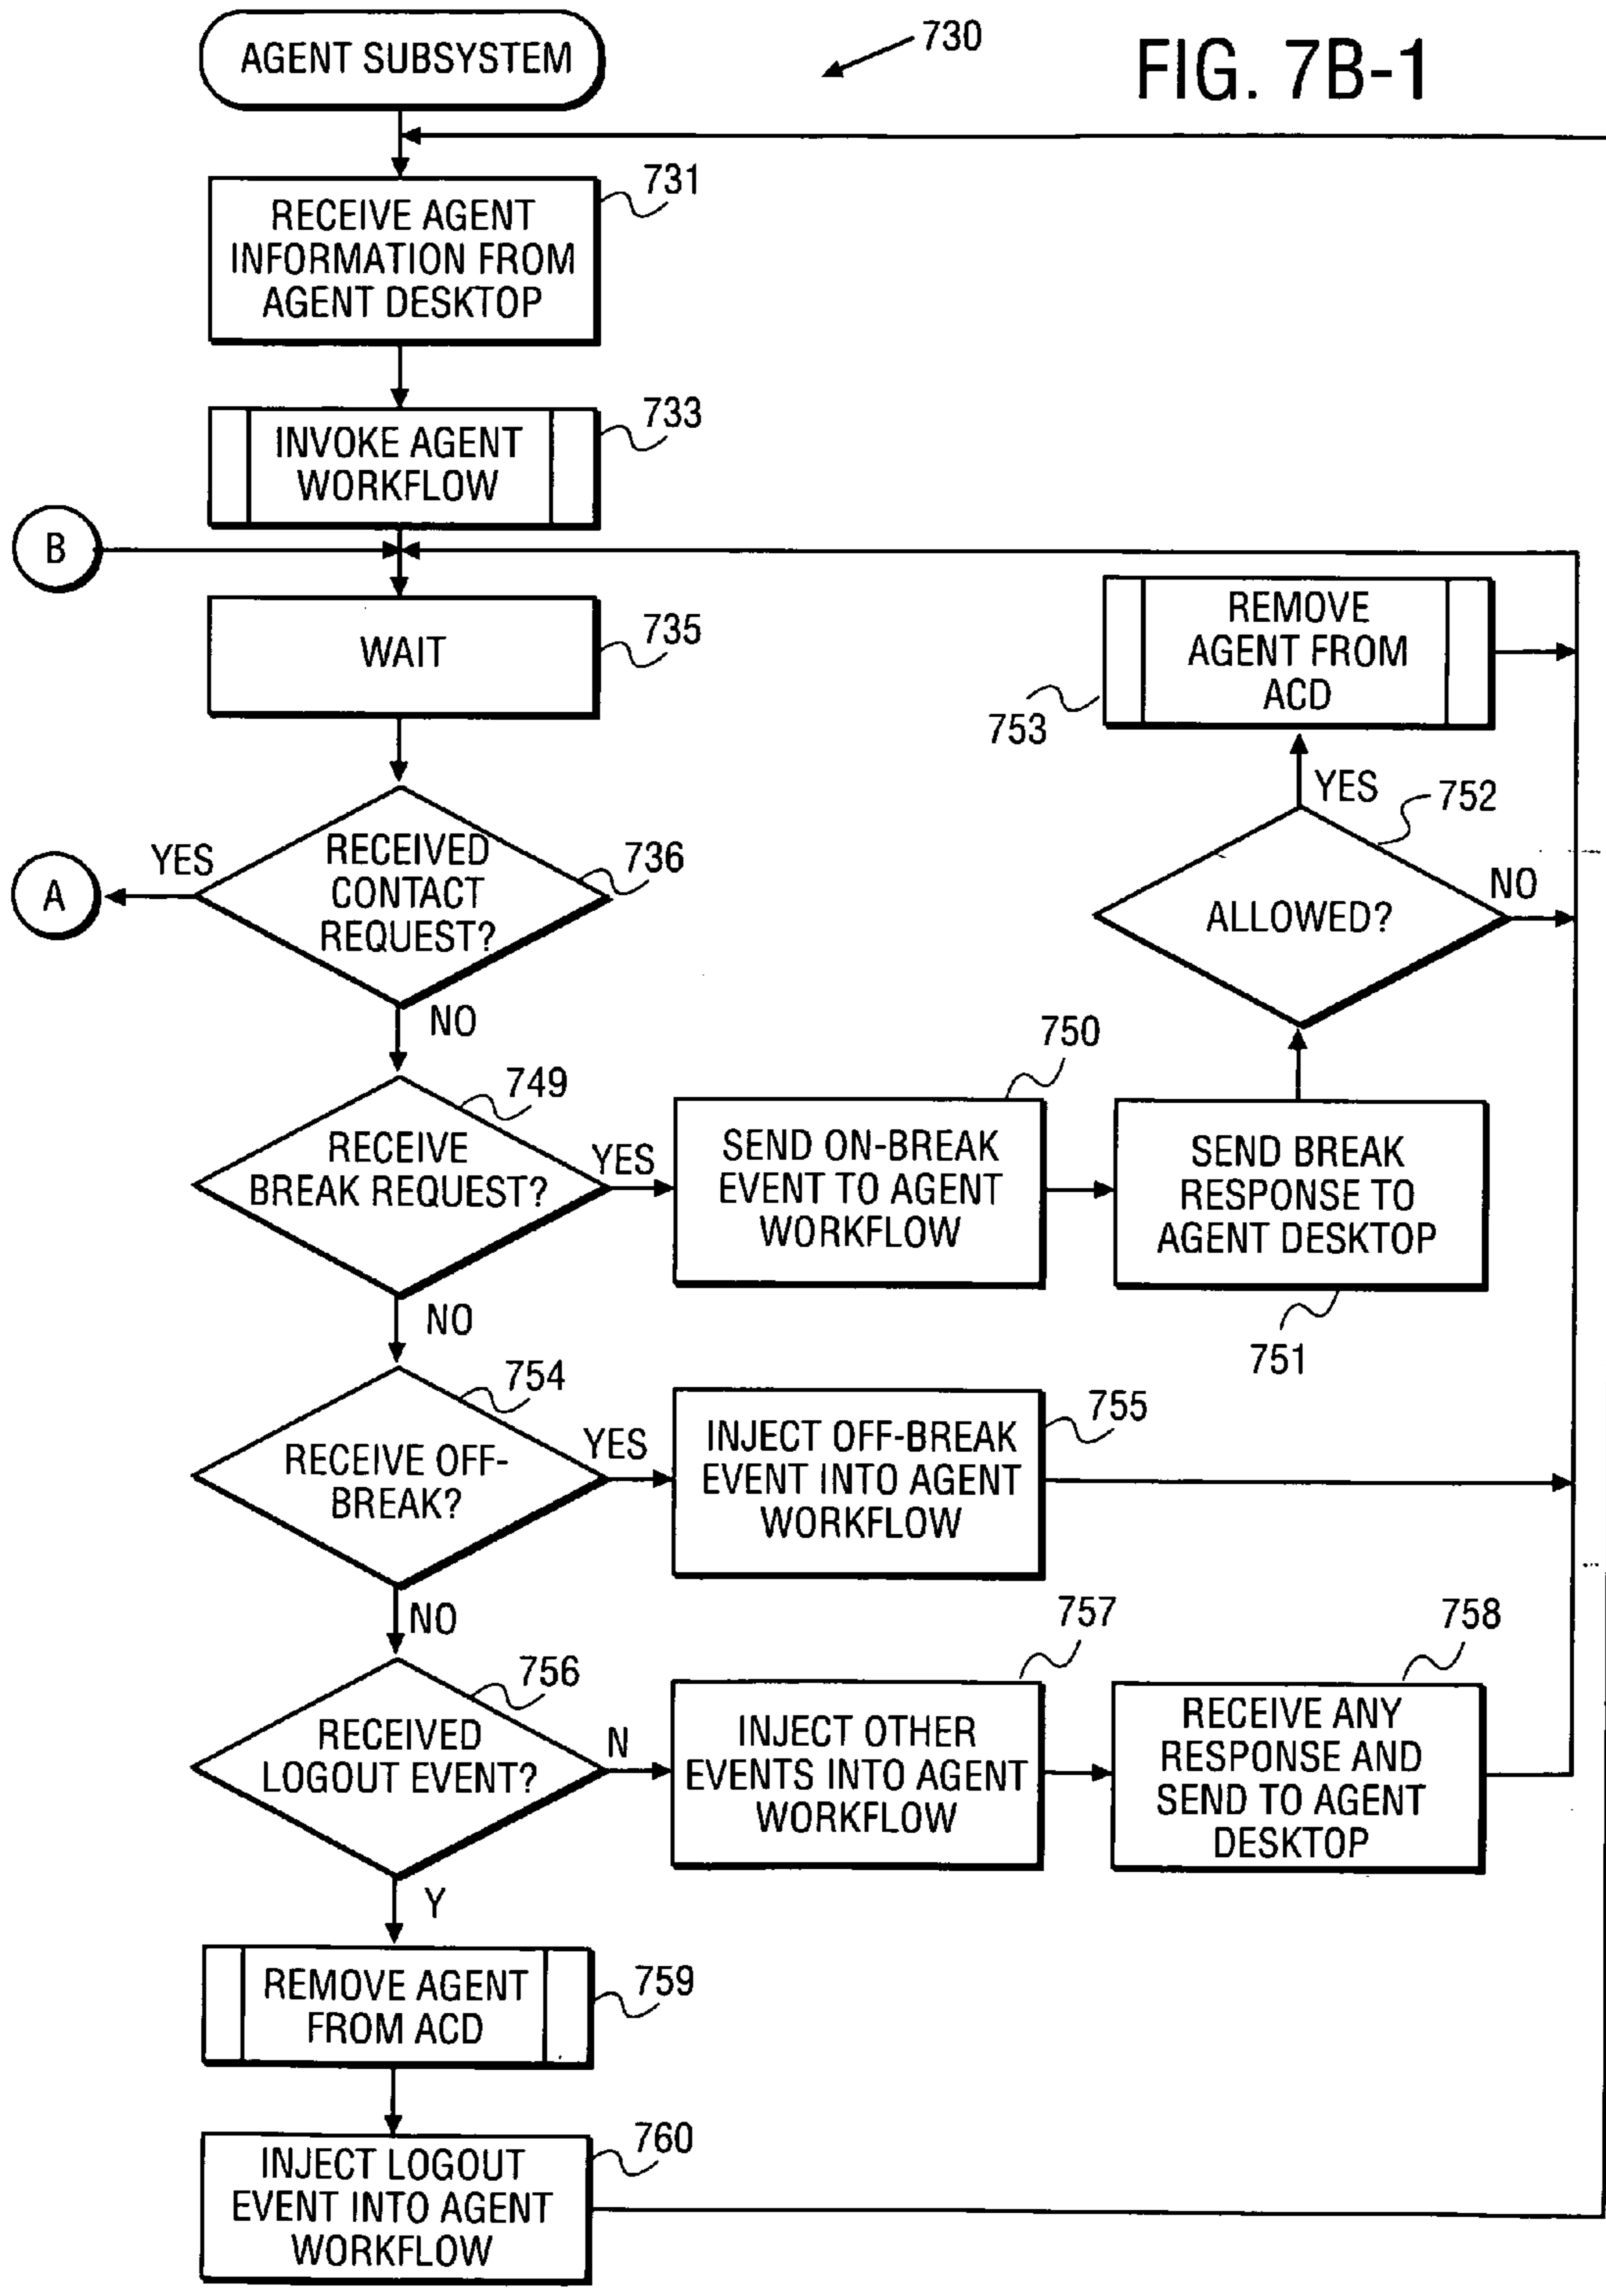 AGENT SUBSYSTEM
730
FIG. 7B-1
731
RECEIVE AGENT
INFORMATION FROM
AGENT DESKTOP
733
INVOKE AGENT
WORKFLOW
B
WAIT
735
REMOVE
AGENT FROM
ACD
753
YES
752
ALLOWED?
NO
YES
A
RECEIVED
CONTACT
REQUEST?
736
NO
749
RECEIVE
BREAK REQUEST?
YES
750
SEND ON-BREAK
EVENT TO AGENT
WORKFLOW
SEND BREAK
RESPONSE TO
AGENT DESKTOP
751
NO
754
RECEIVE OFF-
BREAK?
YES
755
INJECT OFF-BREAK
EVENT INTO AGENT
WORKFLOW
NO
756
RECEIVED
LOGOUT EVENT?
N
757
INJECT OTHER
EVENTS INTO AGENT
WORKFLOW
758
RECEIVE ANY
RESPONSE AND
SEND TO AGENT
DESKTOP
Y
REMOVE AGENT
FROM ACD
759
760
INJECT LOGOUT
EVENT INTO AGENT
WORKFLOW